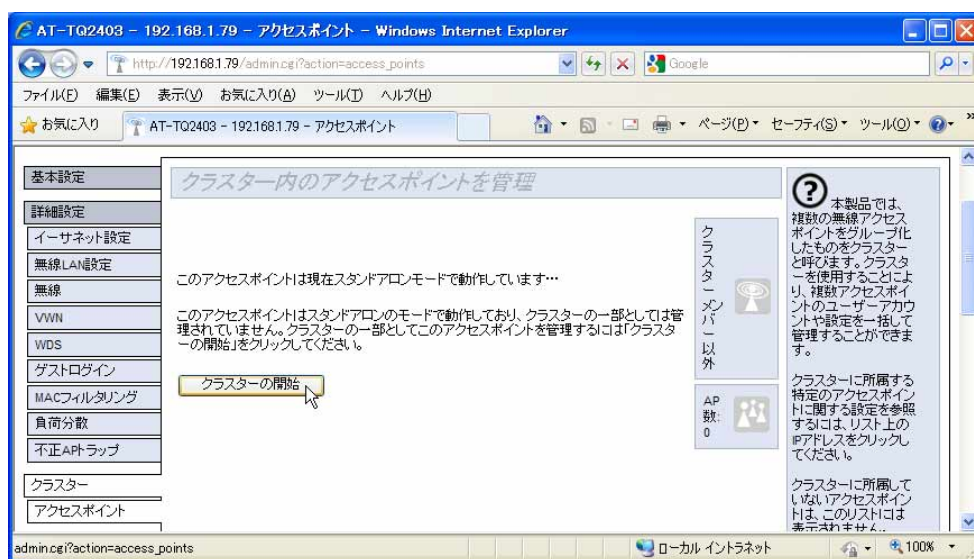 AT-TQ2403 - 192.168.1.79 - アクセスポイント - Windows Internet Explorer
http://192.168.1.79/admin.cgi?action=access_points
Google
ファイル(F) 編集(E) 表示(V) お気に入り(A) ツール(T) ヘルプ(H)
お気に入り
AT-TQ2403 - 192.168.1.79 - アクセスポイント
ページ(P) セーフティ(S) ツール(O)
基本設定
詳細設定
イーサネット設定
無線LAN設定
無線
VWN
WDS
ゲストログイン
MACフィルタリング
負荷分散
不正APトラップ
クラスター
アクセスポイント
クラスター内のアクセスポイントを管理
このアクセスポイントは現在スタンドアロンモードで動作しています…
このアクセスポイントはスタンドアロンのモードで動作しており、クラスターの一部としては管
理されていません。クラスターの一部としてこのアクセスポイントを管理するには「クラスタ
ーの開始」をクリックしてください。
クラスターの開始
クラスターメンバー以外
AP
数:
0
本製品では、
複数の無線アクセス
ポイントをグループ化
したものをクラスター
と呼びます。クラスタ
ーを使用することによ
り、複数アクセスポイ
ントのユーザーアカウ
ントや設定を一括して
管理することができま
す。
クラスターに所属する
特定のアクセスポイン
トに関する設定を参照
するには、リスト上の
IPアドレスをクリックし
てください。
クラスターに所属して
いないアクセスポイン
トは、このリストには
表示されません。
admin.cgi?action=access_points
ローカル イントラネット
100%